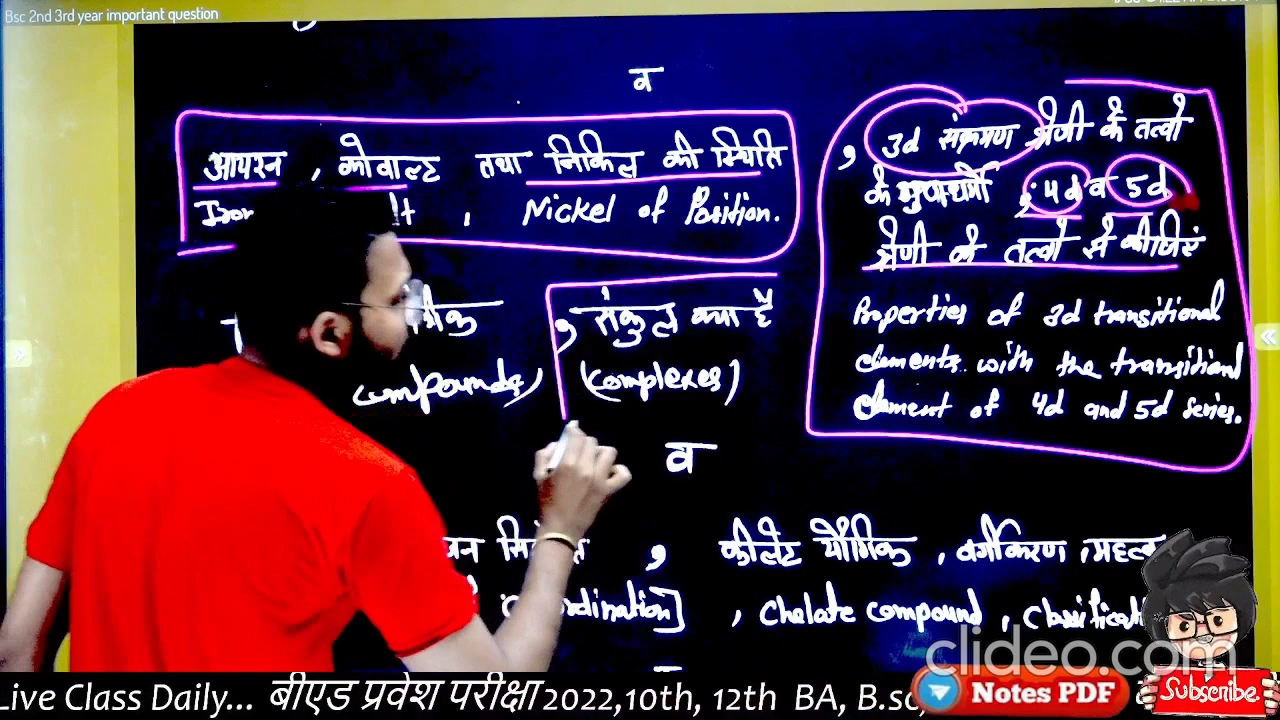 Bsc 2nd 3rd year important question
व
आयरन , कोवाल्ट तथा निकिल की स्थिति
Iron , Nickel of Position.
, 3d संक्रमण श्रेणी के तत्वो
के गुणधर्मो 4d व 5d
श्रेणी के तत्वो से कीजिएं
Properties of 3d transitional
elements with the transitional
element of 4d and 5d series.
, संकुल क्या है
compounds, (complexes)
व
, कीलेट यौगिक , वर्गीकरण , महत्व
, Chelate compound ,
clideo.com
Live Class Daily... बीएड प्रवेश परीक्षा 2022,10th, 12th BA, B.sc,
Notes PDF
Subscribe